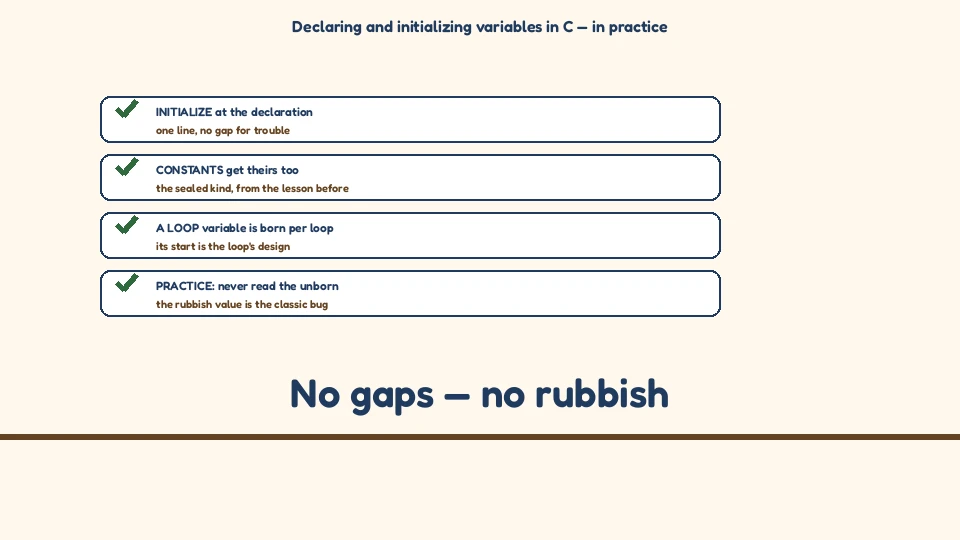 Declaring and initializing variables in C — in practice
INITIALIZE at the declaration
one line, no gap for trouble
CONSTANTS get theirs too
the sealed kind, from the lesson before
A LOOP variable is born per loop
its start is the loop's design
PRACTICE: never read the unborn
the rubbish value is the classic bug
No gaps — no rubbish